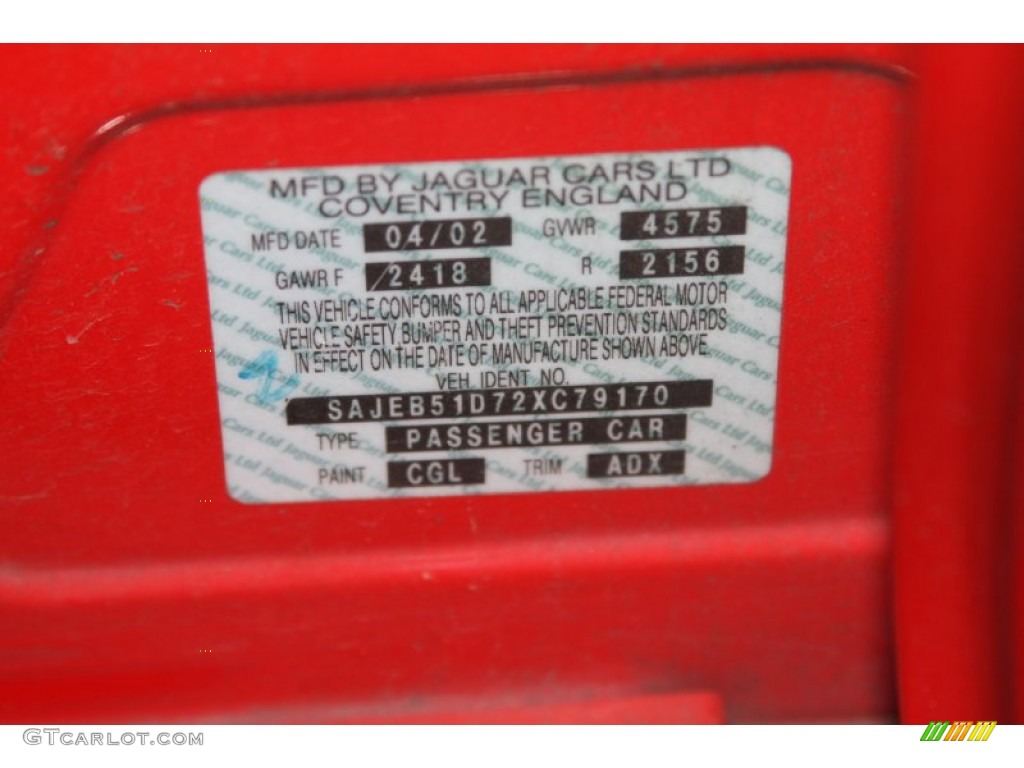 MFD BY JAGUAR CARS LTD
COVENTRY ENGLAND
MFD DATE 04/02 GVWR 4575
GAWR F 2418 R 2156
THIS VEHICLE CONFORMS TO ALL APPLICABLE FEDERAL MOTOR
VEHICLE SAFETY, BUMPER AND THEFT PREVENTION STANDARDS
IN EFFECT ON THE DATE OF MANUFACTURE SHOWN ABOVE.
VEH. IDENT. NO.
SAJEB51D72XC79170
TYPE PASSENGER CAR
PAINT CGL TRIM ADX
GTCARLOT.COM